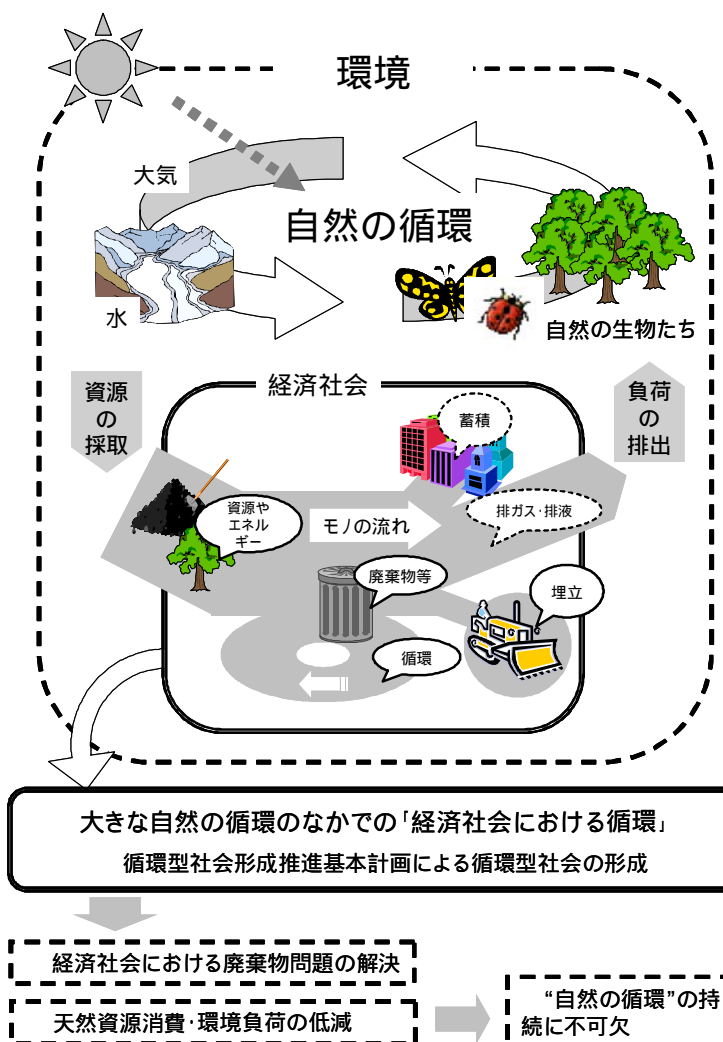 環境
大気
自然の循環
水
自然の生物たち
資源
の
採取
経済社会
負荷
の
排出
蓄積
資源や
エネル
ギー
モノの流れ
排ガス・排液
廃棄物等
埋立
循環
大きな自然の循環のなかでの「経済社会における循環」
循環型社会形成推進基本計画による循環型社会の形成
経済社会における廃棄物問題の解決
天然資源消費・環境負荷の低減
“自然の循環”の持
続に不可欠